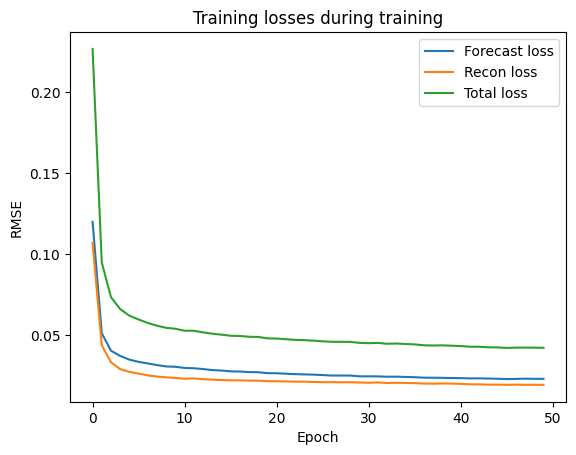 Training losses during training
Forecast loss
Recon loss
Total loss
0.20
0.15
0.10
0.05
RMSE
0 10 20 30 40 50
Epoch